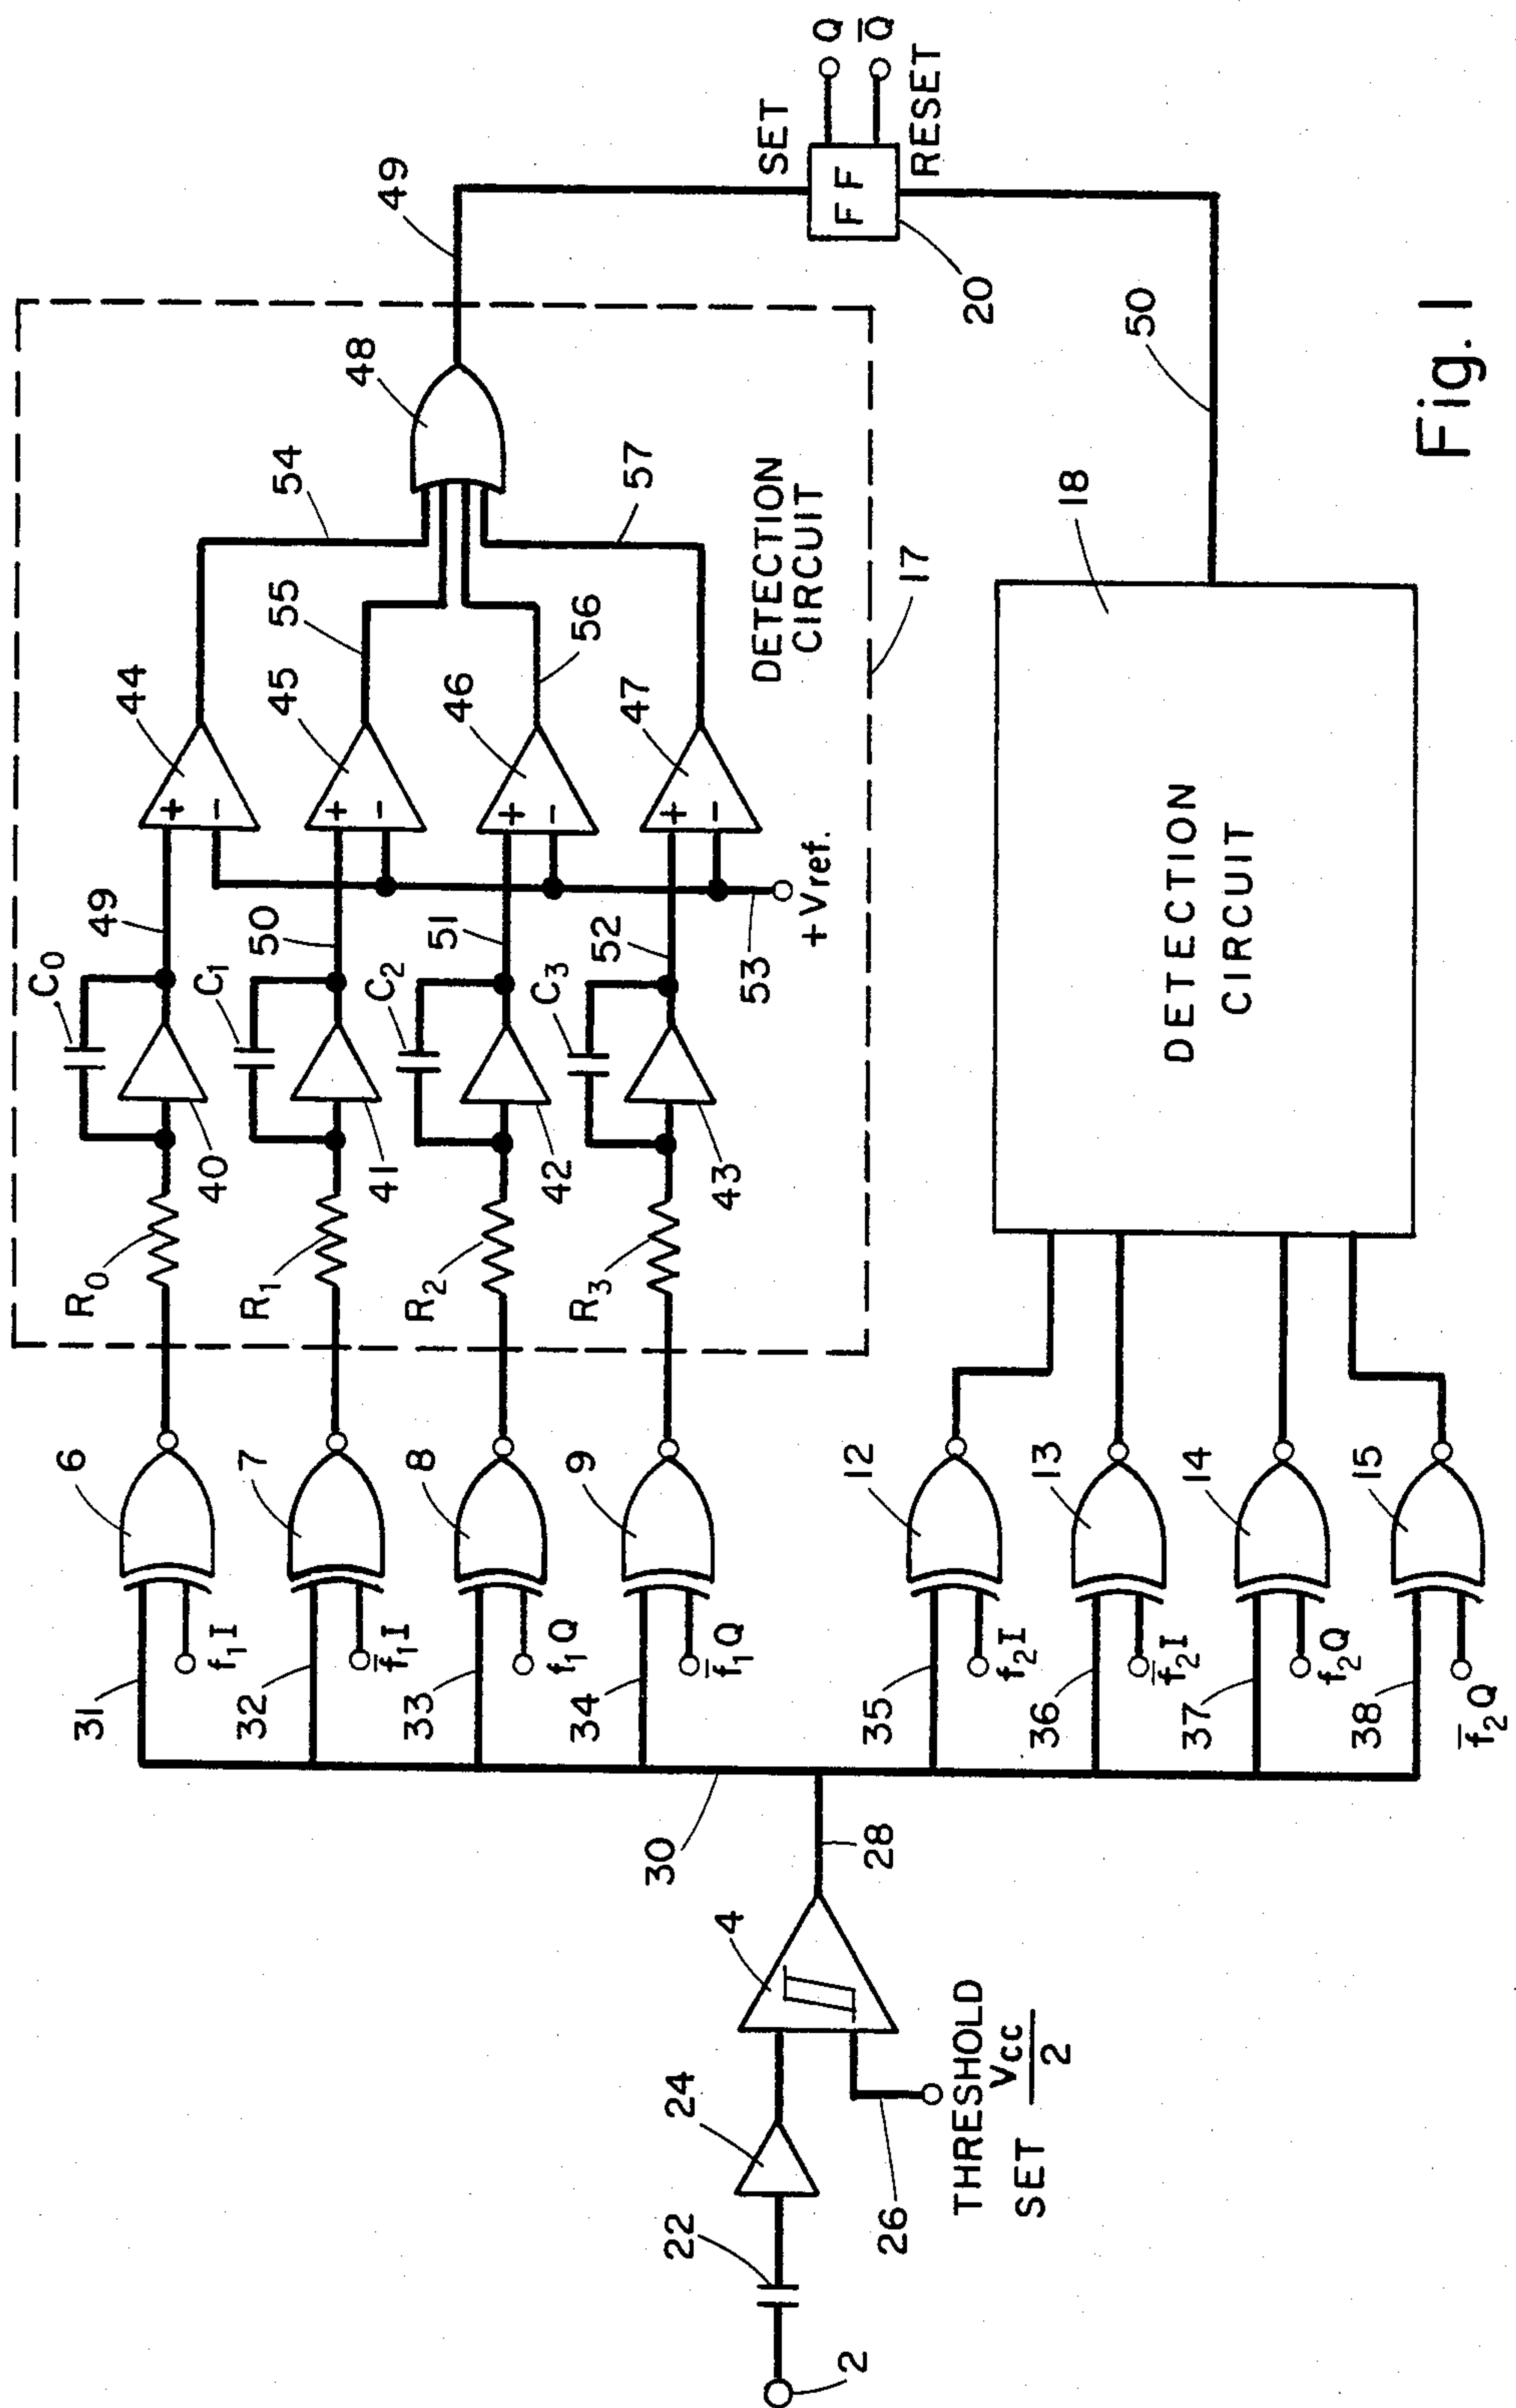 2
22
24
26
THRESHOLD
SET Vcc/2
4
28
30
31
32
33
34
35
36
37
38
f₁I
f̅₁I
f₁Q
f̅₁Q
f₂I
f̅₂I
f₂Q
f̅₂Q
6
7
8
9
12
13
14
15
R₀
R₁
R₂
R₃
40
41
42
43
C₀
C₁
C₂
C₃
49
50
51
52
53
+Vref.
+
−
+
−
+
−
+
−
44
45
46
47
54
55
56
57
48
DETECTION
CIRCUIT
17
49
DETECTION
CIRCUIT
18
50
SET
FF
RESET
20
Q
Q̅
Fig. 1